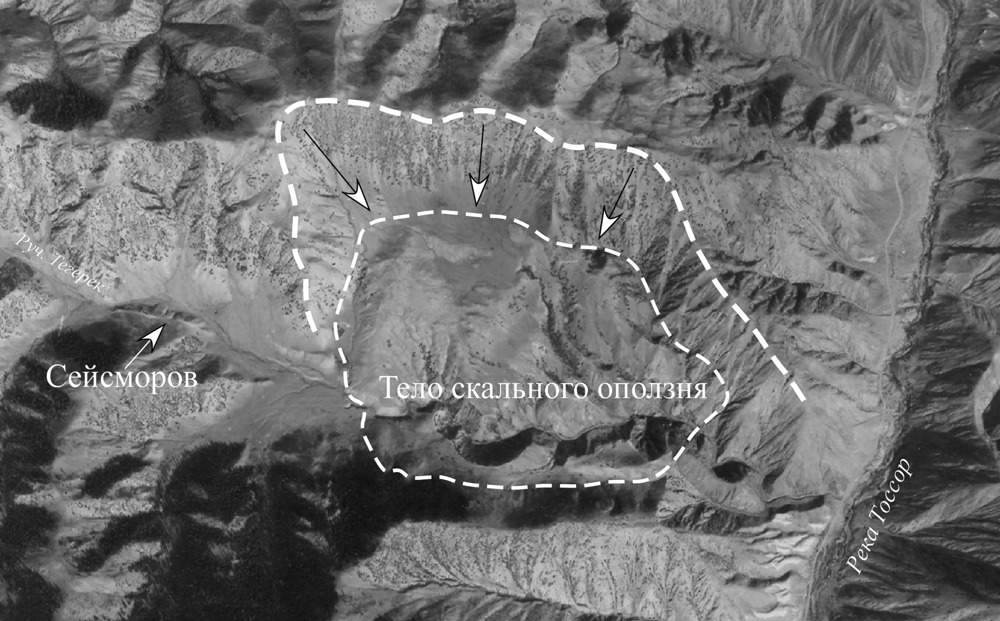 Руч. Тегерек
Сейсморов
Тело скального оползня
Река Тоссор